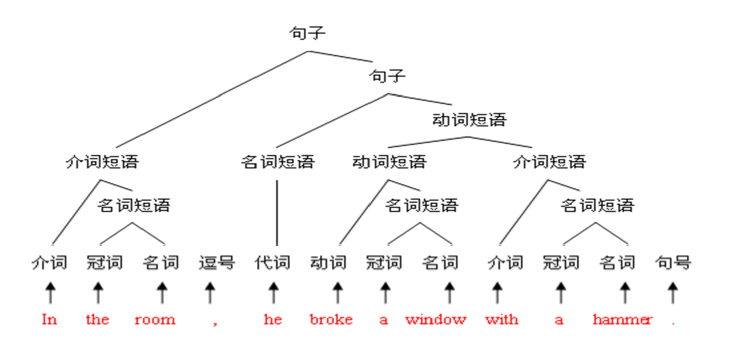 句子
句子
动词短语
介词短语 名词短语 动词短语 介词短语
名词短语 名词短语 名词短语
介词 冠词 名词 逗号 代词 动词 冠词 名词 介词 冠词 名词 句号
In the room , he broke a window with a hammer .